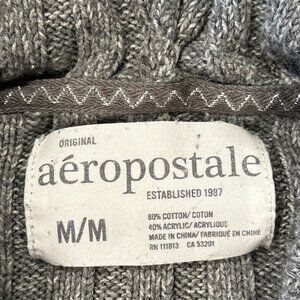 ORIGINAL
aéropostale
ESTABLISHED 1987
M/M
60% COTTON/ COTON
40% ACRYLIC/ ACRYLIQUE
MADE IN CHINA/ FABRIQUÉ EN CHINE
RN 111813 CA 53201